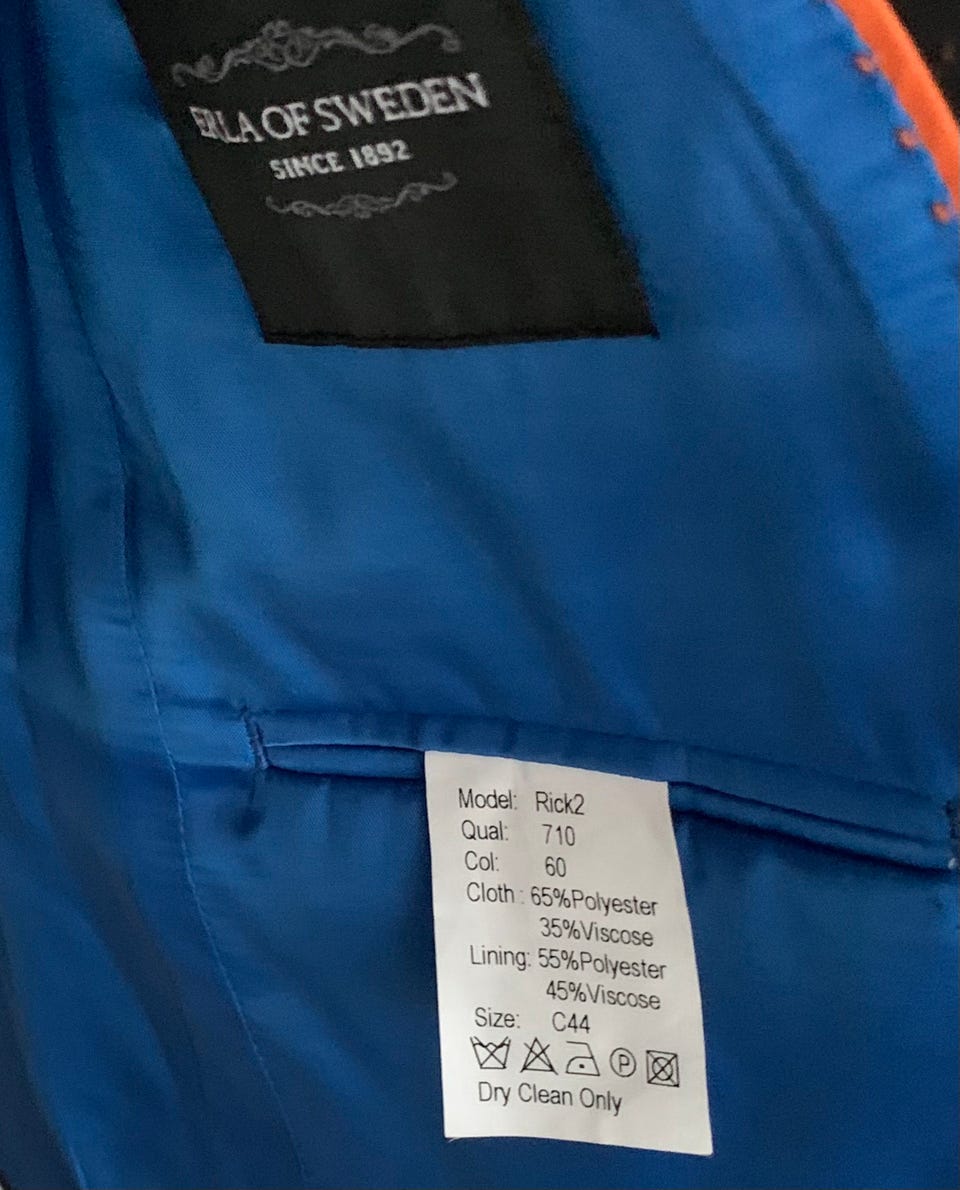 ERLA OF SWEDEN
SINCE 1892
Model: Rick2
Qual: 710
Col: 60
Cloth : 65%Polyester
35%Viscose
Lining: 55%Polyester
45%Viscose
Size: C44
P
Dry Clean Only